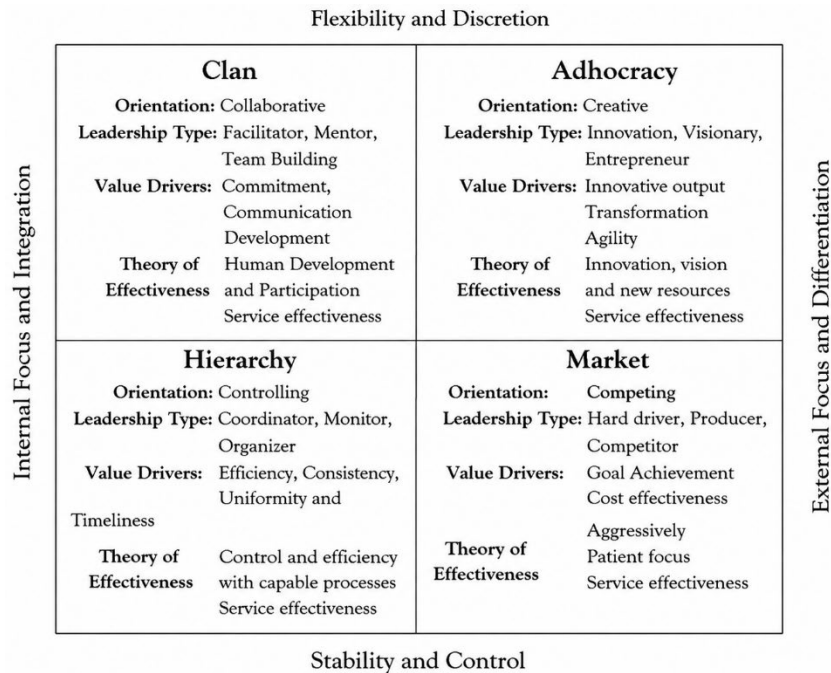 Flexibility and Discretion
Internal Focus and Integration
Clan
Orientation: Collaborative
Leadership Type: Facilitator, Mentor,
Team Building
Value Drivers: Commitment,
Communication
Development
Theory of Human Development
Effectiveness and Participation
Service effectiveness
Adhocracy
Orientation: Creative
Leadership Type: Innovation, Visionary,
Entrepreneur
Value Drivers: Innovative output
Transformation
Agility
Theory of Innovation, vision
Effectiveness and new resources
Service effectiveness
Hierarchy
Orientation: Controlling
Leadership Type: Coordinator, Monitor,
Organizer
Value Drivers: Efficiency, Consistency,
Uniformity and
Timeliness
Theory of Control and efficiency
Effectiveness with capable processes
Service effectiveness
Market
Orientation: Competing
Leadership Type: Hard driver, Producer,
Competitor
Value Drivers: Goal Achievement
Cost effectiveness
Aggressively
Theory of Patient focus
Effectiveness Service effectiveness
External Focus and Differentiation
Stability and Control